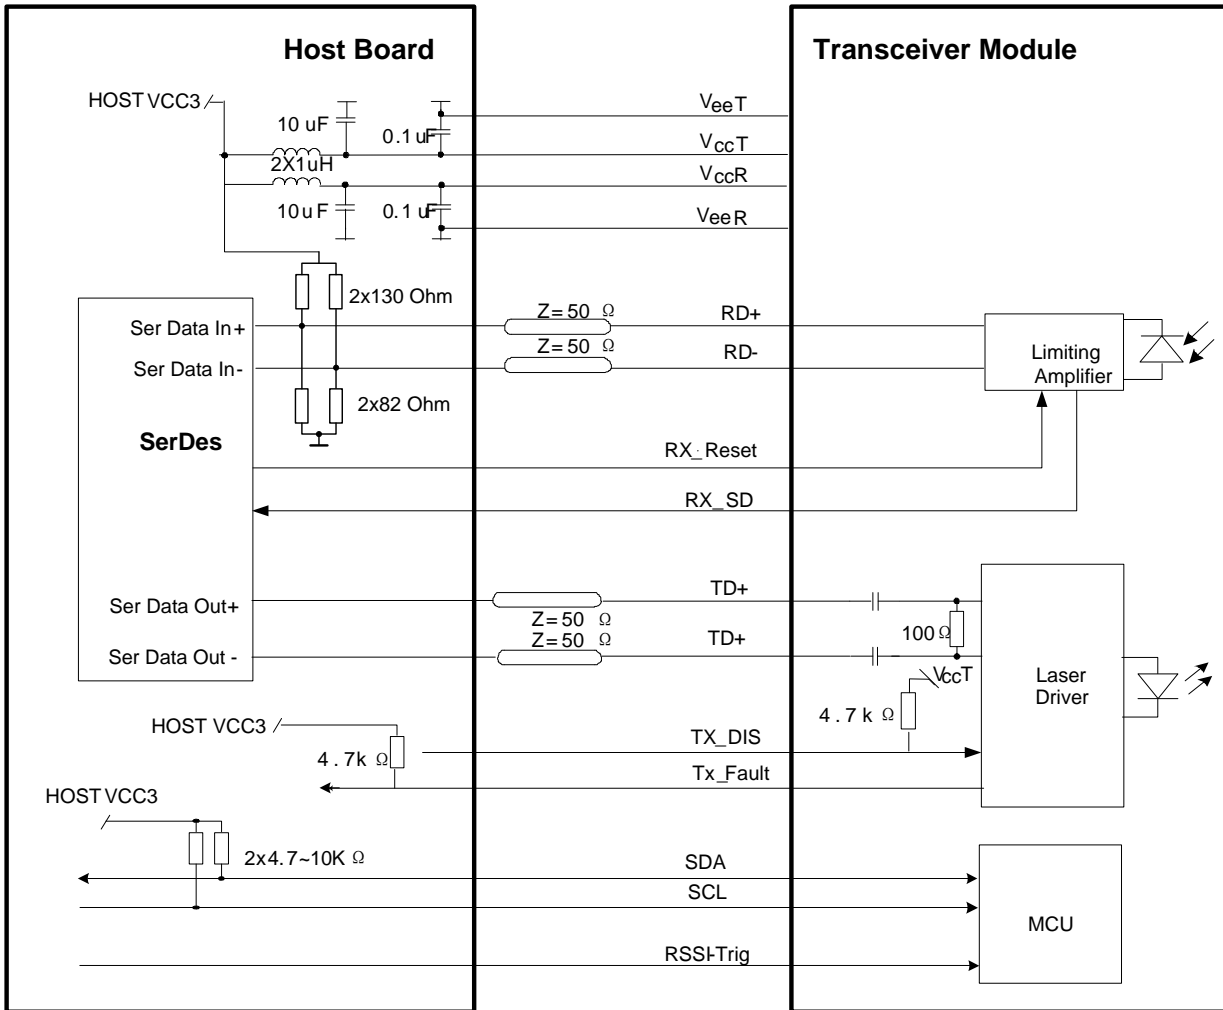 Host Board
Transceiver Module
HOST VCC3
10 uF
0.1 uF
VeeT
VccT
2X1uH
VccR
10uF
0.1 uF
VeeR
2x130 Ohm
Z=50 Ω
RD+
Ser Data In+
Z=50 Ω
RD-
Ser Data In-
Limiting
Amplifier
2x82 Ohm
SerDes
RX_Reset
RX_SD
TD+
Ser Data Out+
Z=50 Ω
100Ω
Z=50 Ω
TD+
Ser Data Out -
VccT
Laser
Driver
4.7k Ω
HOST VCC3
TX_DIS
4.7k Ω
Tx_Fault
HOST VCC3
2x4.7~10K Ω
SDA
SCL
MCU
RSSI-Trig